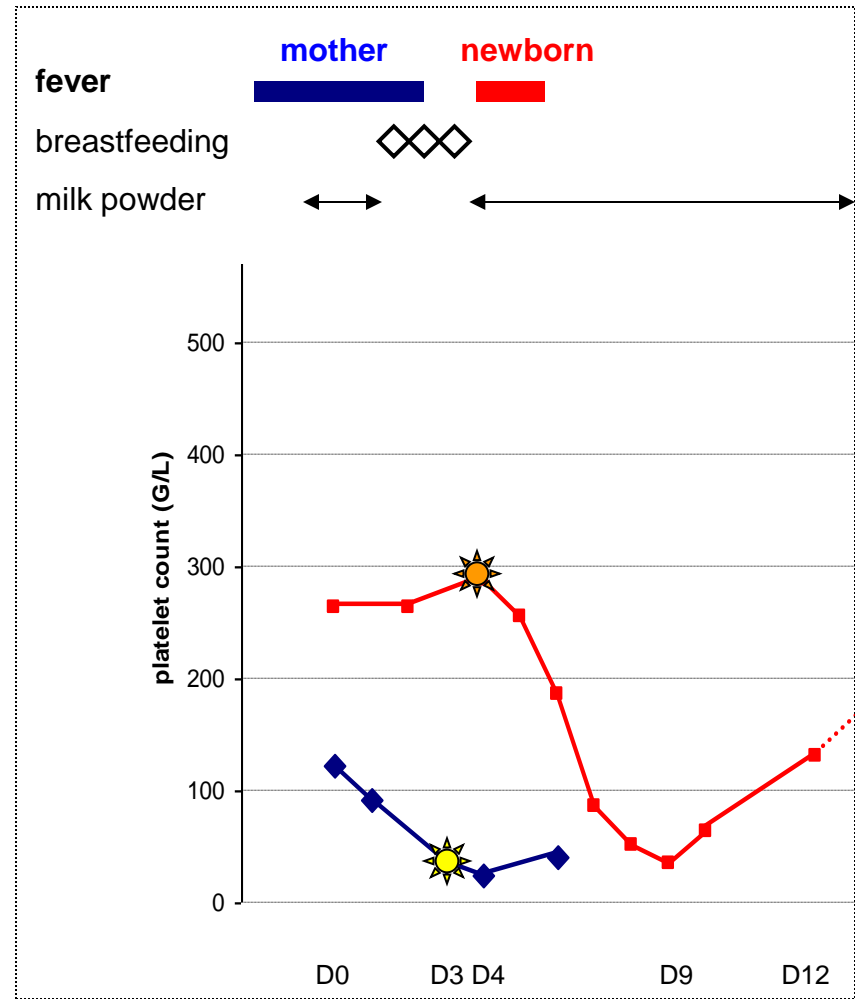 mother newborn
fever
breastfeeding
milk powder
500
400
300
200
100
0
platelet count (G/L)
D0 D3 D4 D9 D12